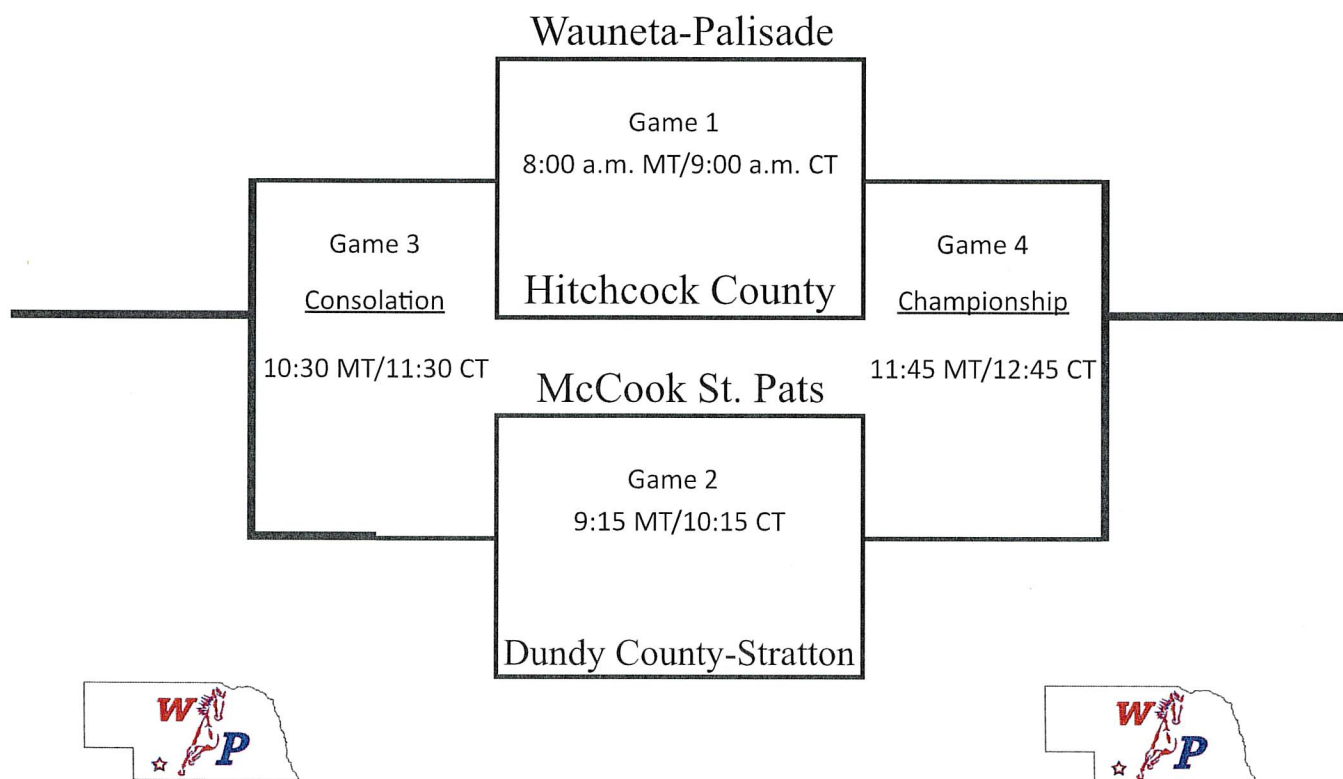 Wauneta-Palisade
Game 1
8:00 a.m. MT/9:00 a.m. CT
Hitchcock County
Game 3
Consolation
10:30 MT/11:30 CT
Game 4
Championship
11:45 MT/12:45 CT
McCook St. Pats
Game 2
9:15 MT/10:15 CT
Dundy County-Stratton
W P
W P